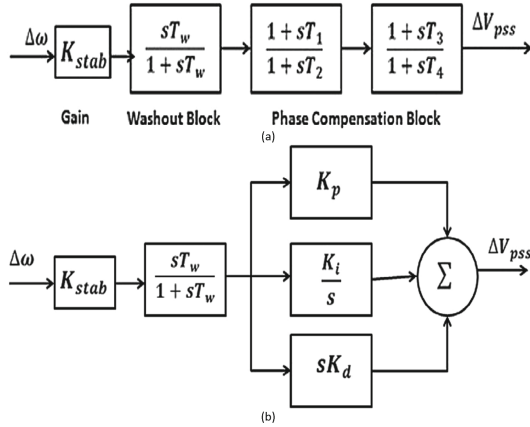 Δω
K_stab
sT_w / 1 + sT_w
1 + sT_1 / 1 + sT_2
1 + sT_3 / 1 + sT_4
ΔV_pss
Gain
Washout Block
Phase Compensation Block
(a)
K_p
Δω
K_stab
sT_w / 1 + sT_w
K_i / s
Σ
ΔV_pss
sK_d
(b)